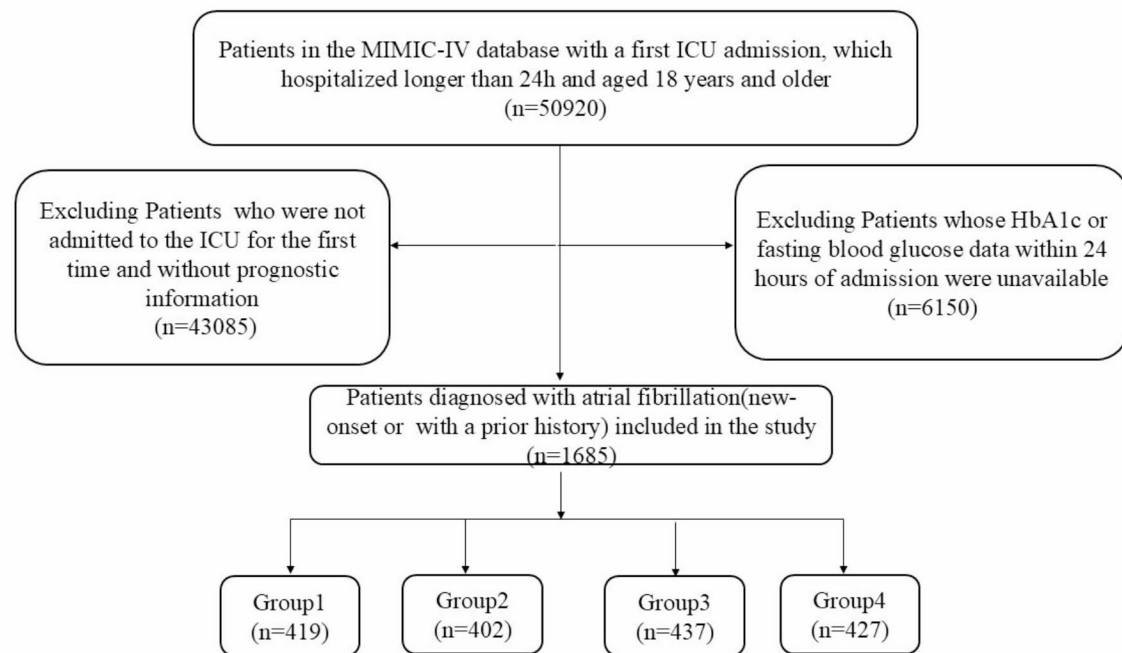 Patients in the MIMIC-IV database with a first ICU admission, which
hospitalized longer than 24h and aged 18 years and older
(n=50920)
Excluding Patients who were not
admitted to the ICU for the first
time and without prognostic
information
(n=43085)
Excluding Patients whose HbA1c or
fasting blood glucose data within 24
hours of admission were unavailable
(n=6150)
Patients diagnosed with atrial fibrillation(new-
onset or with a prior history) included in the study
(n=1685)
Group1
(n=419)
Group2
(n=402)
Group3
(n=437)
Group4
(n=427)